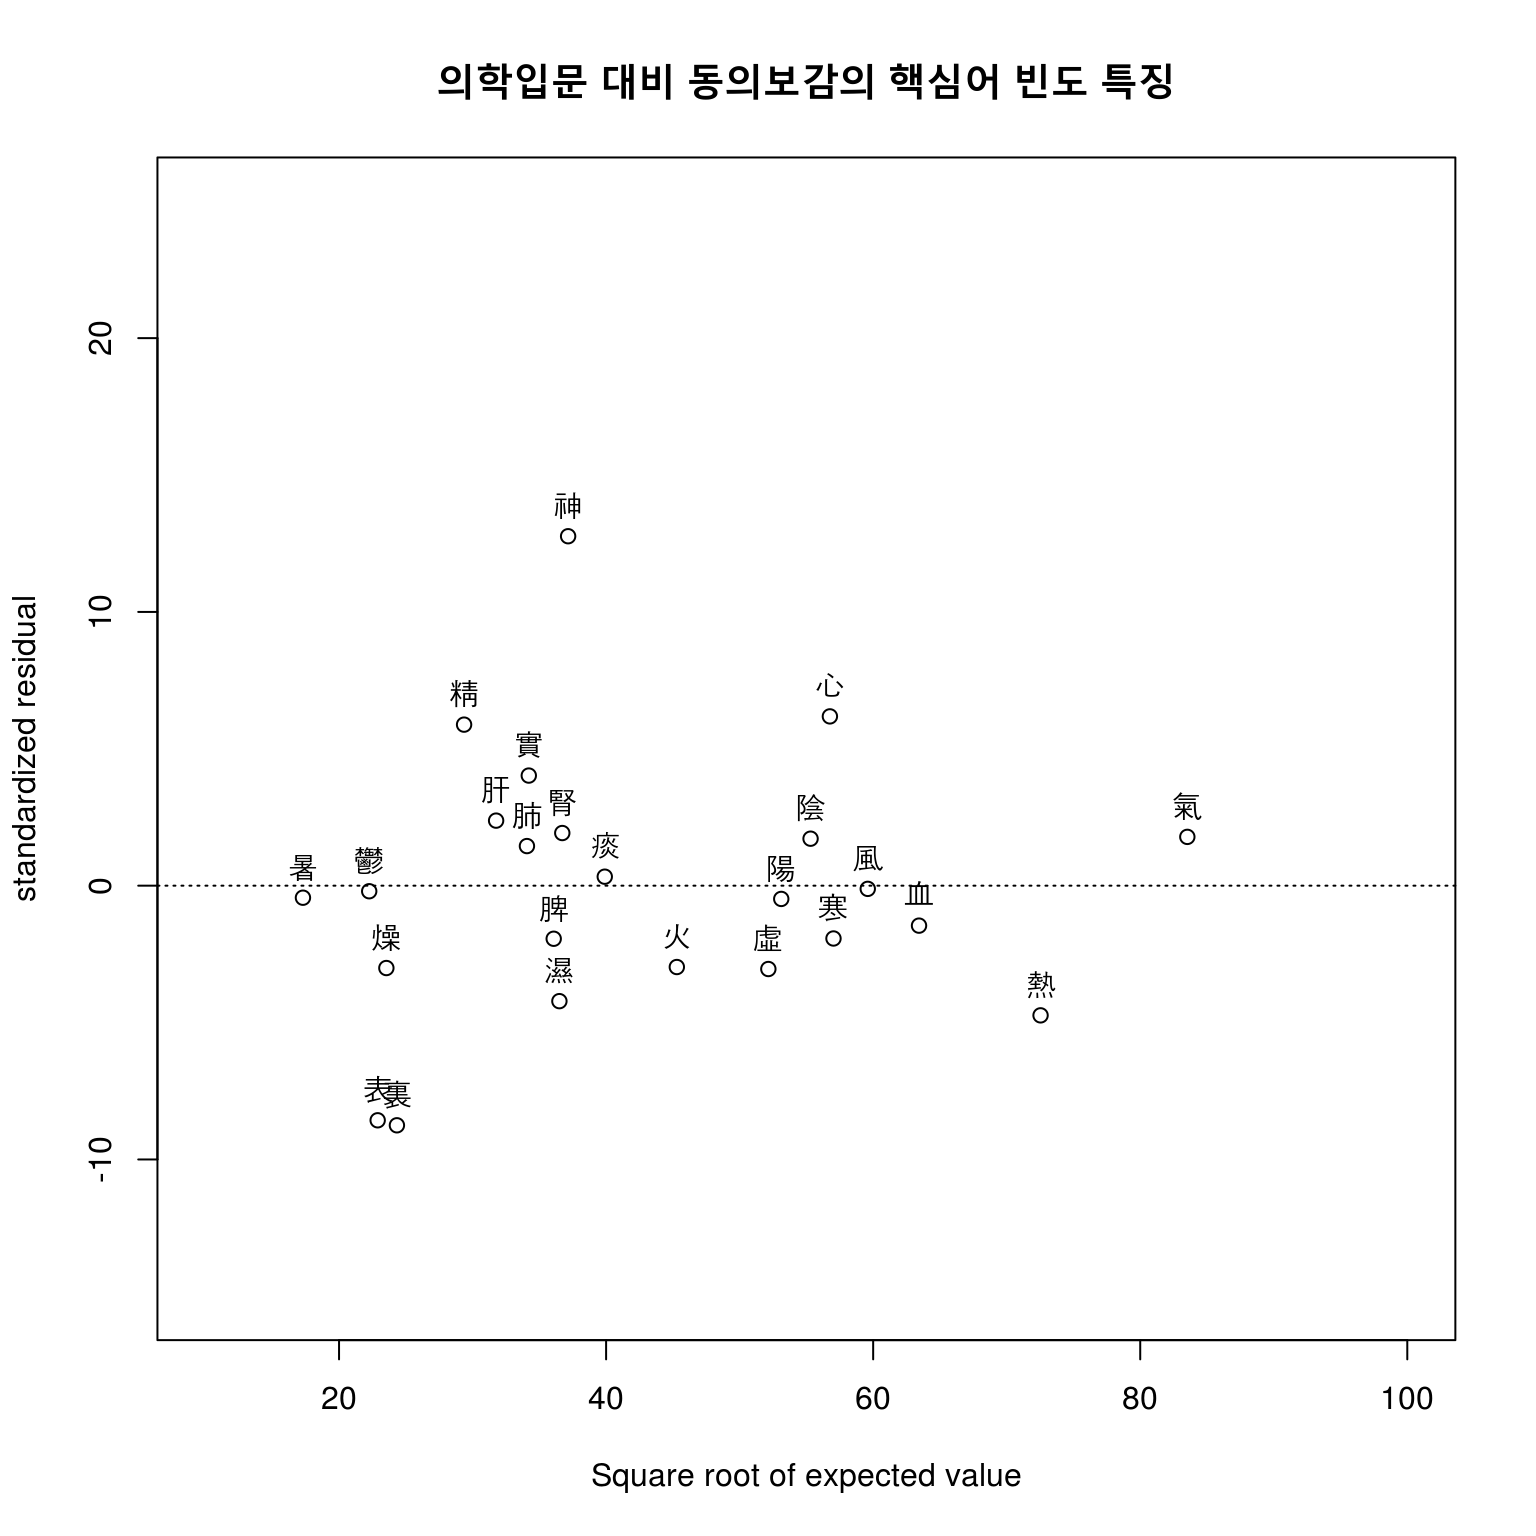 의학입문 대비 동의보감의 핵심어 빈도 특징
standardized residual
20
10
0
-10
神
精
心
實
肝
肺
腎
陰
氣
痰
暑
鬱
陽
風
血
寒
脾
燥
火
虛
濕
熱
表
裏
20
40
60
80
100
Square root of expected value